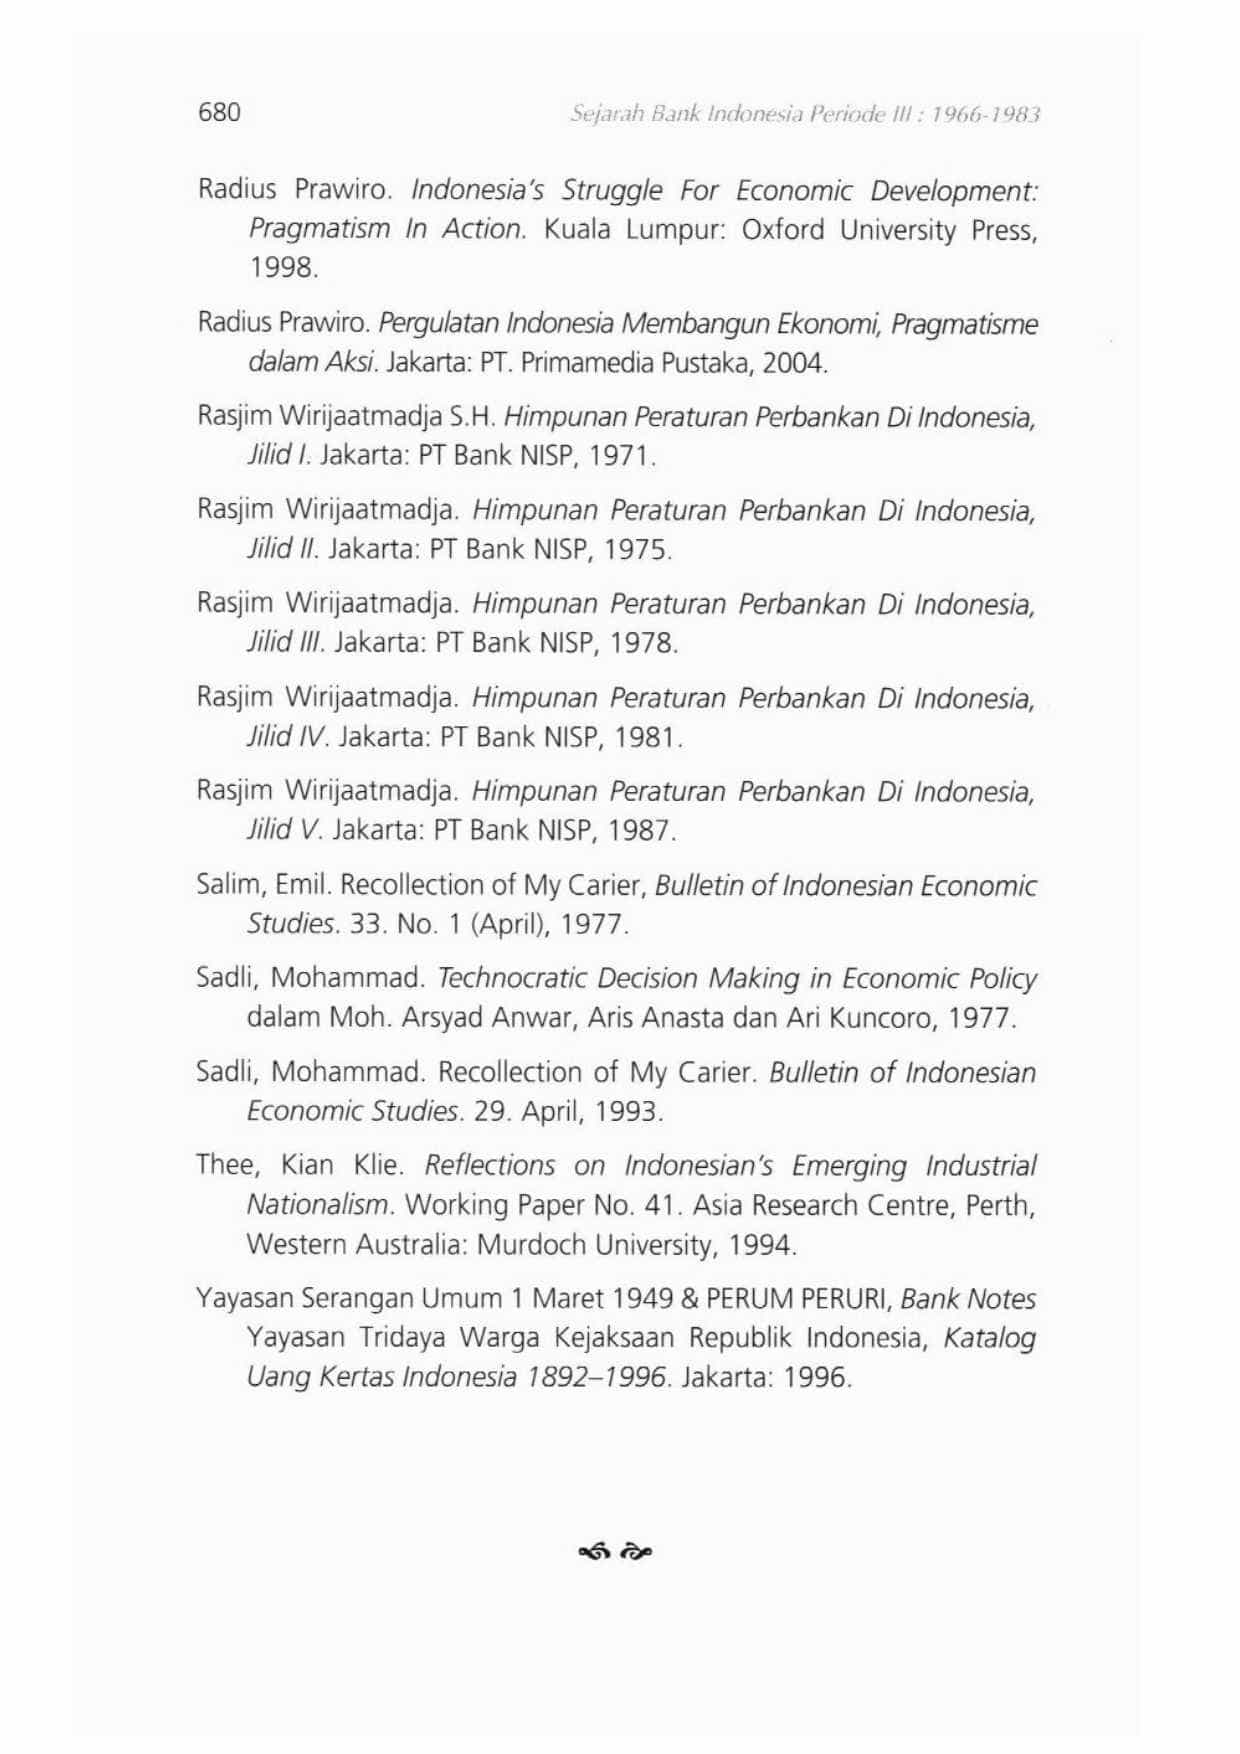 680
Sejarah Bank Indonesia Periode III : 1966-1983
Radius Prawiro. Indonesia's Struggle For Economic Development:
Pragmatism In Action. Kuala Lumpur: Oxford University Press,
1998.
Radius Prawiro. Pergulatan Indonesia Membangun Ekonomi, Pragmatisme
dalam Aksi. Jakarta: PT. Primamedia Pustaka, 2004.
Rasjim Wirijaatmadja S.H. Himpunan Peraturan Perbankan Di Indonesia,
Jilid I. Jakarta: PT Bank NISP, 1971.
Rasjim Wirijaatmadja. Himpunan Peraturan Perbankan Di Indonesia,
Jilid II. Jakarta: PT Bank NISP, 1975.
Rasjim Wirijaatmadja. Himpunan Peraturan Perbankan Di Indonesia,
Jilid III. Jakarta: PT Bank NISP, 1978.
Rasjim Wirijaatmadja. Himpunan Peraturan Perbankan Di Indonesia,
Jilid IV. Jakarta: PT Bank NISP, 1981.
Rasjim Wirijaatmadja. Himpunan Peraturan Perbankan Di Indonesia,
Jilid V. Jakarta: PT Bank NISP, 1987.
Salim, Emil. Recollection of My Carier, Bulletin of Indonesian Economic
Studies. 33. No. 1 (April), 1977.
Sadli, Mohammad. Technocratic Decision Making in Economic Policy
dalam Moh. Arsyad Anwar, Aris Anasta dan Ari Kuncoro, 1977.
Sadli, Mohammad. Recollection of My Carier. Bulletin of Indonesian
Economic Studies. 29. April, 1993.
Thee, Kian Klie. Reflections on Indonesian's Emerging Industrial
Nationalism. Working Paper No. 41. Asia Research Centre, Perth,
Western Australia: Murdoch University, 1994.
Yayasan Serangan Umum 1 Maret 1949 & PERUM PERURI, Bank Notes
Yayasan Tridaya Warga Kejaksaan Republik Indonesia, Katalog
Uang Kertas Indonesia 1892–1996. Jakarta: 1996.